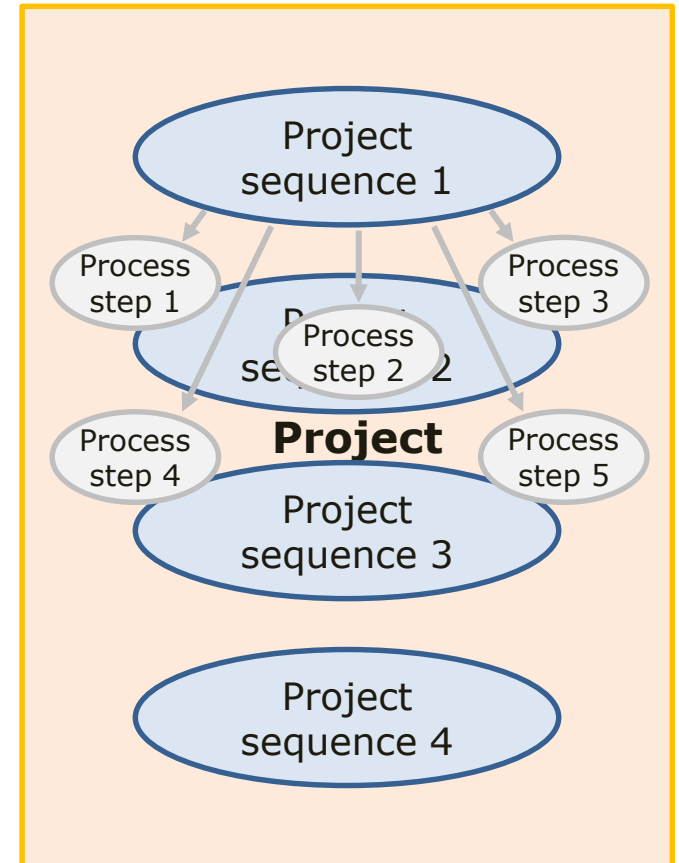 Project
sequence 1
Process
step 1
Process
step 3
Process
step 2
2
Process
step 4
Project
Process
step 5
Project
sequence 3
Project
sequence 4